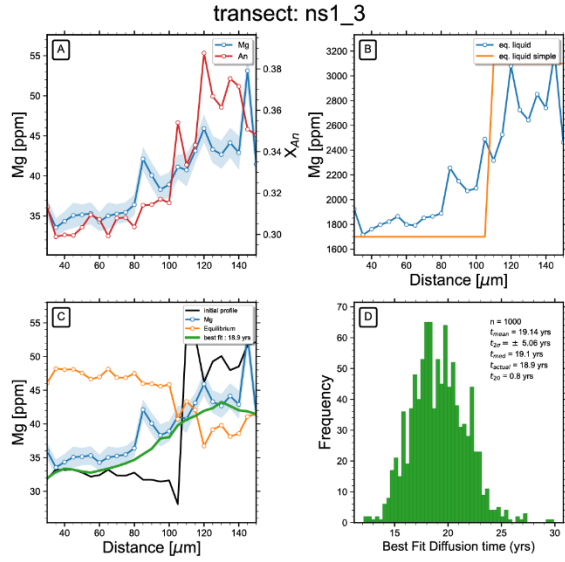 transect: ns1_3
A
Mg
An
55
50
45
40
35
Mg [ppm]
0.38
0.36
0.34
0.32
0.30
X_An
40 60 80 100 120 140
Distance [μm]
B
eq. liquid
eq. liquid simple
3200
3000
2800
2600
2400
2200
2000
1800
1600
Mg [ppm]
40 60 80 100 120 140
Distance [μm]
C
initial profile
Mg
Equilibrium
best fit : 18.9 yrs
55
50
45
40
35
30
Mg [ppm]
40 60 80 100 120 140
Distance [μm]
D
n = 1000
t_mean = 19.14 yrs
t_2σ = ± 5.06 yrs
t_med = 19.1 yrs
t_actual = 18.9 yrs
t_20 = 0.8 yrs
70
60
50
40
30
20
10
0
Frequency
15 20 25 30
Best Fit Diffusion time (yrs)